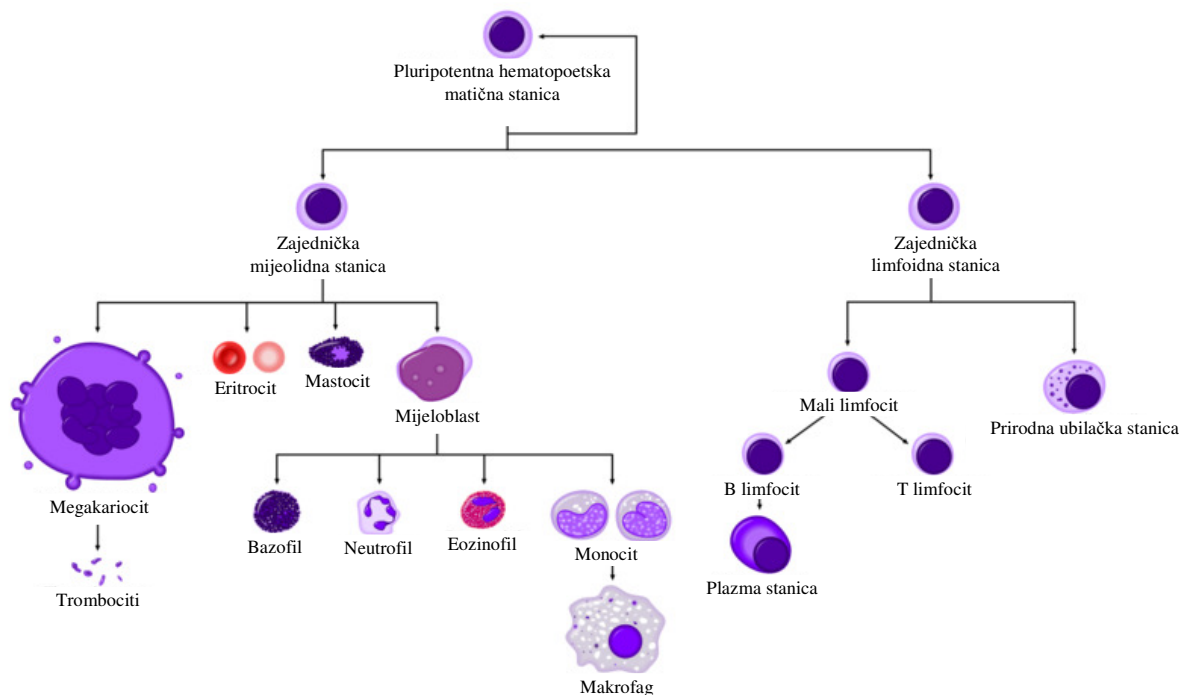 Pluripotentna hematopoetska
matična stanica
Zajednička
mijeolidna stanica
Zajednička
limfoidna stanica
Eritrocit
Mastocit
Mijeloblast
Mali limfocit
Prirodna ubilačka stanica
Megakariocit
B limfocit
T limfocit
Bazofil
Neutrofil
Eozinofil
Monocit
Trombociti
Plazma stanica
Makrofag